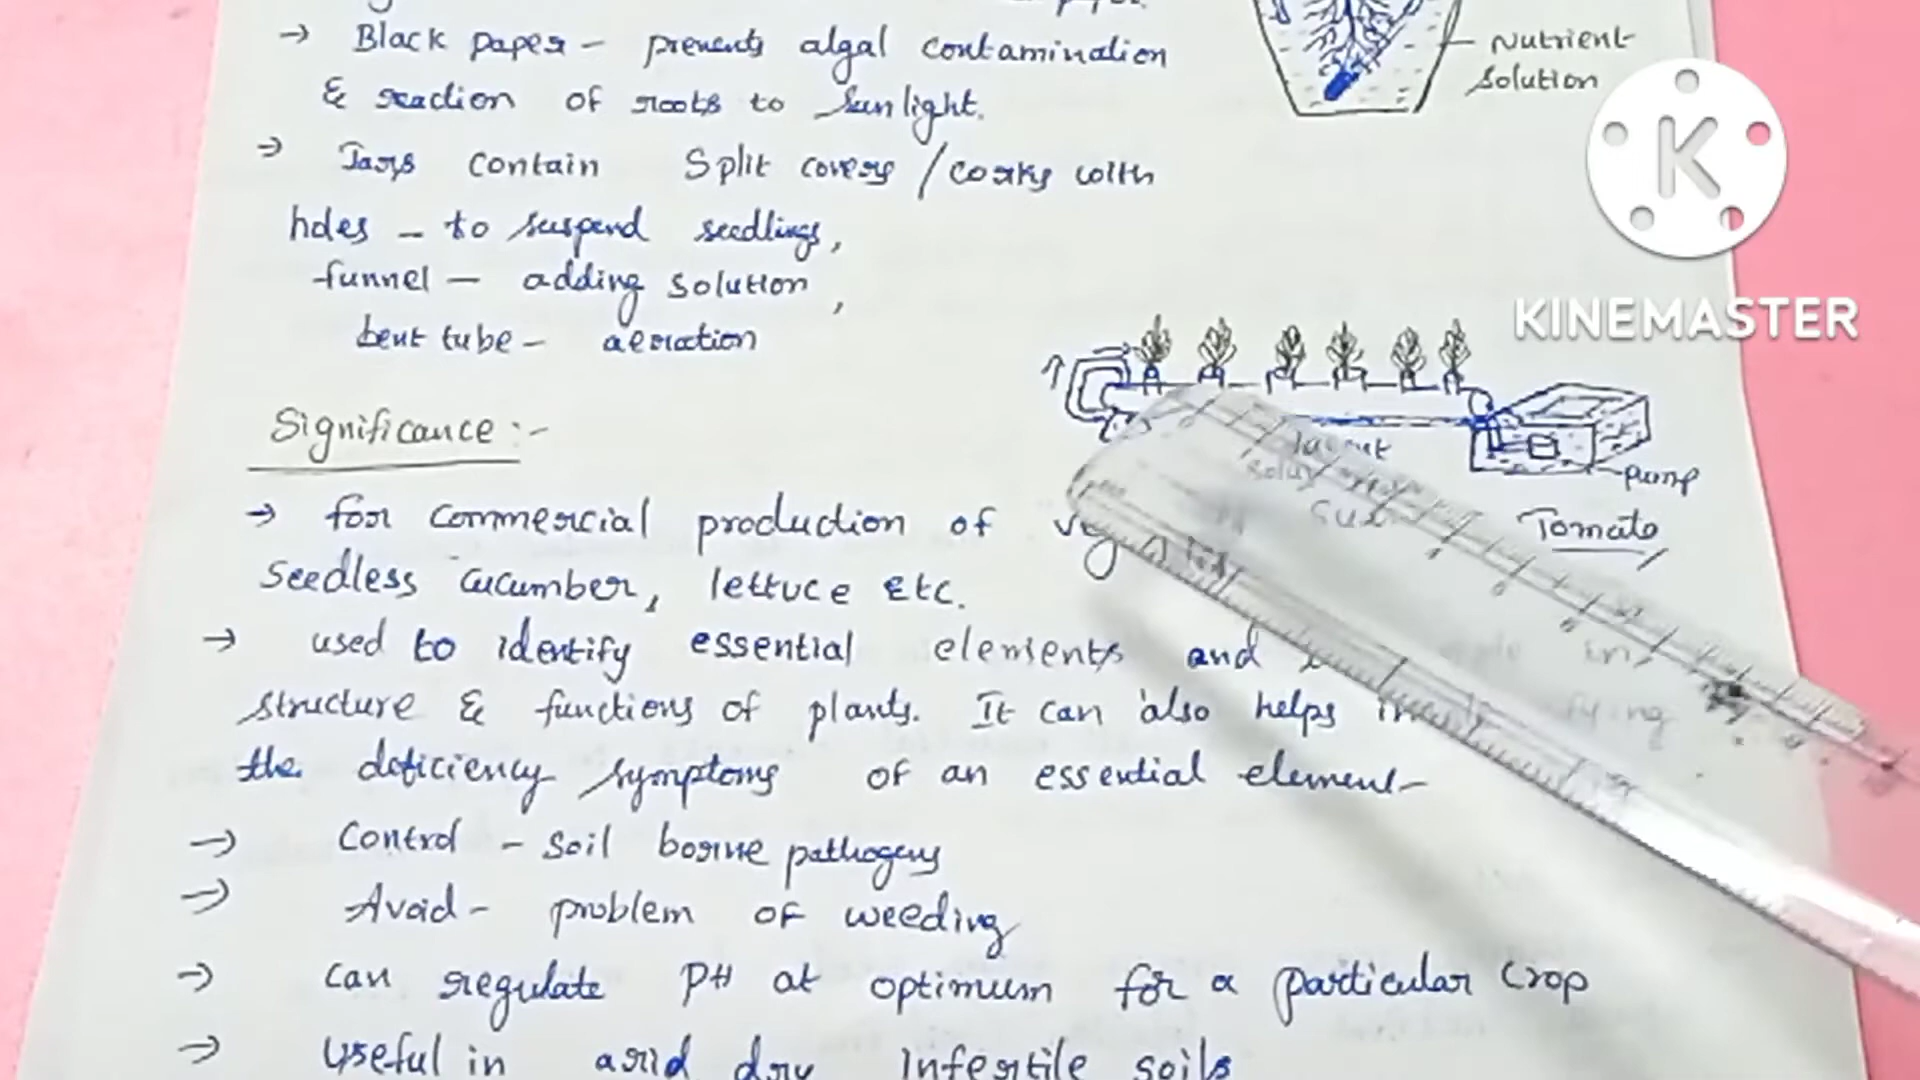 → Black paper - prevents algal contamination
& reaction of roots to sunlight.
→ Jars contain split covers / corks with
holes - to suspend seedlings,
funnel - adding solution,
bent tube - aeration
Nutrient
solution
KINEMASTER
Significance :-
pump
Tomato
→ for commercial production of
seedless cucumber, lettuce Etc.
→ used to identify essential elements and
structure & functions of plants. It can also helps
the deficiency symptoms of an essential element
→ Control - soil borne pathogens
→ Avoid - problem of weeding
→ can regulate PH at optimum for a particular crop
→ Useful in arid dry infertile soils